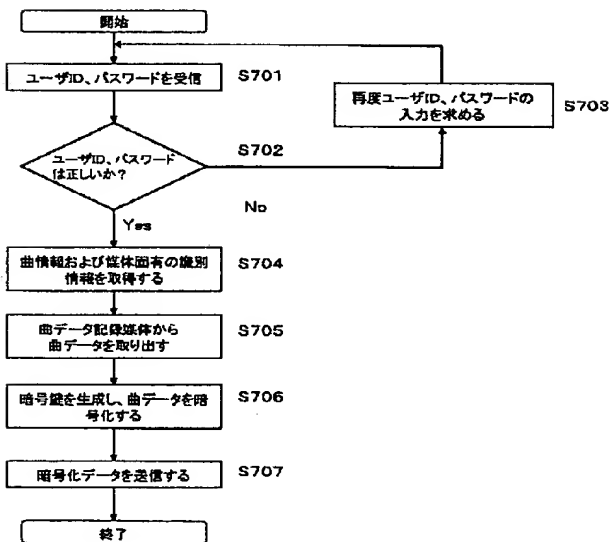 開始
ユーザID、パスワードを受信
S701
再度ユーザID、パスワードの
入力を求める
S703
ユーザID、パスワード
は正しいか?
S702
No
Yes
曲情報および媒体固有の識別
情報を取得する
S704
曲データ記録媒体から
曲データを取り出す
S705
暗号鍵を生成し、曲データを暗
号化する
S706
暗号化データを送信する
S707
終了